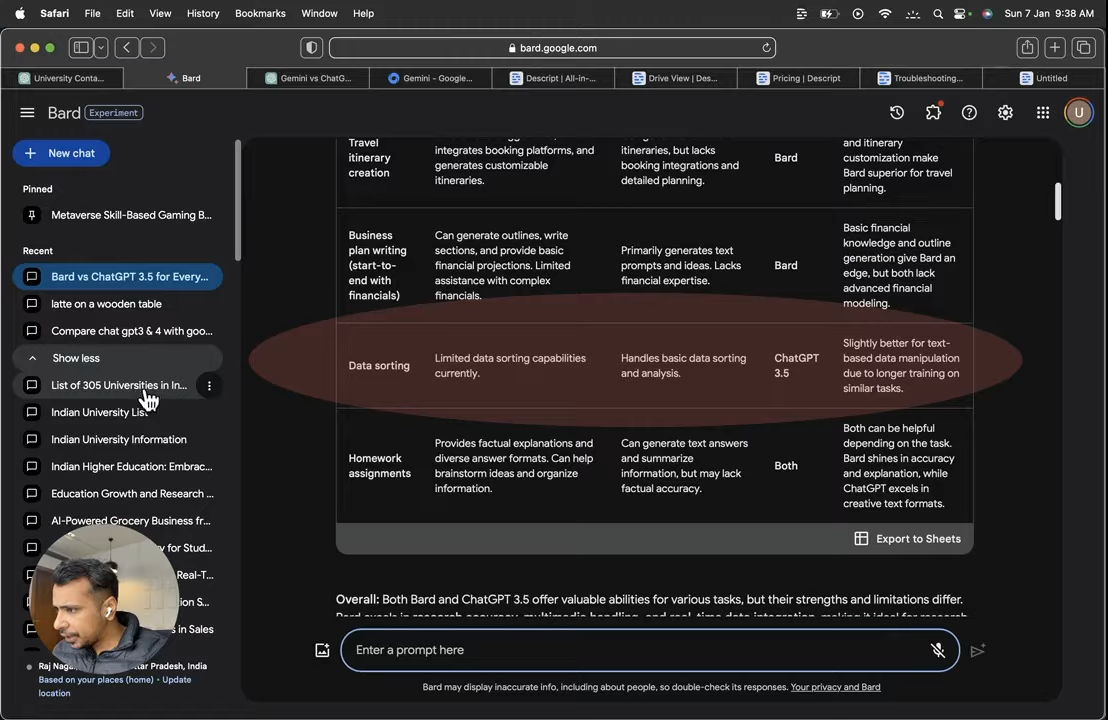 Safari File Edit View History Bookmarks Window Help Sun 7 Jan 9:38 AM
bard.google.com
University Conta... Bard Gemini vs ChatG... Gemini - Google... Descript | All-in-... Drive View | Des... Pricing | Descript Troubleshooting... Untitled
Bard Experiment U
New chat
Pinned
Metaverse Skill-Based Gaming B...
Recent
Bard vs ChatGPT 3.5 for Every...
latte on a wooden table
Compare chat gpt3 & 4 with goo...
Show less
List of 305 Universities in In...
Indian University List
Indian University Information
Indian Higher Education: Embrac...
Education Growth and Research ...
AI-Powered Grocery Business fr...
y for Stud...
Real-T...
ion S...
s in Sales
Raj Naga
ttar Pradesh, India
Based on your places (home) • Update
location
Travel
itinerary
creation
integrates booking platforms, and
generates customizable
itineraries.
itineraries, but lacks
booking integrations and
detailed planning.
Bard
and itinerary
customization make
Bard superior for travel
planning.
Business
plan writing
(start-to-
end with
financials)
Can generate outlines, write
sections, and provide basic
financial projections. Limited
assistance with complex
financials.
Primarily generates text
prompts and ideas. Lacks
financial expertise.
Bard
Basic financial
knowledge and outline
generation give Bard an
edge, but both lack
advanced financial
modeling.
Data sorting
Limited data sorting capabilities
currently.
Handles basic data sorting
and analysis.
ChatGPT
3.5
Slightly better for text-
based data manipulation
due to longer training on
similar tasks.
Homework
assignments
Provides factual explanations and
diverse answer formats. Can help
brainstorm ideas and organize
information.
Can generate text answers
and summarize
information, but may lack
factual accuracy.
Both
Both can be helpful
depending on the task.
Bard shines in accuracy
and explanation, while
ChatGPT excels in
creative text formats.
Export to Sheets
Overall: Both Bard and ChatGPT 3.5 offer valuable abilities for various tasks, but their strengths and limitations differ.
Enter a prompt here
Bard may display inaccurate info, including about people, so double-check its responses. Your privacy and Bard